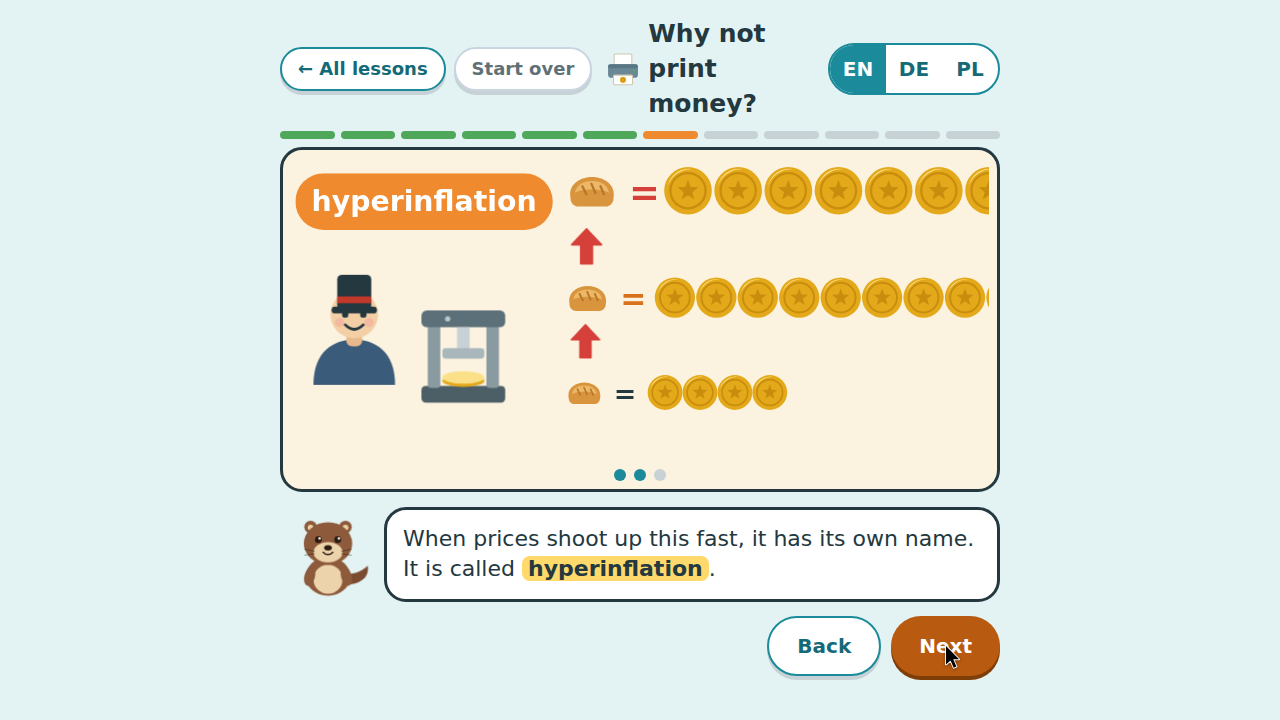 ← All lessons
Start over
Why not
print
money?
EN
DE
PL
hyperinflation
=
=
=
When prices shoot up this fast, it has its own name.
It is called hyperinflation.
Back
Next